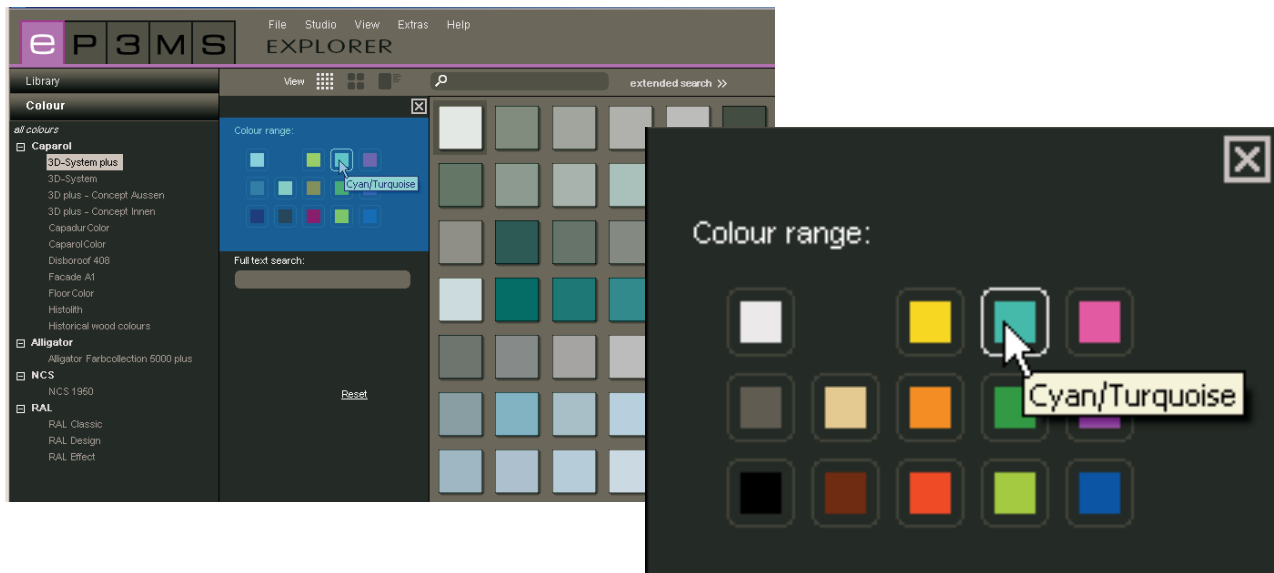 eP3MS
File Studio View Extras Help
EXPLORER
Library
View
extended search >>
Colour
all colours
Caparol
3D-System plus
3D-System
3D plus - Concept Aussen
3D plus - Concept Innen
CapadurColor
CaparolColor
Disboroof 408
Facade A1
FloorColor
Histolith
Historical wood colours
Alligator
Alligator Farbcollection 5000 plus
NCS
NCS 1950
RAL
RAL Classic
RAL Design
RAL Effect
Colour range:
Cyan/Turquoise
Full text search:
Reset
Colour range:
Cyan/Turquoise